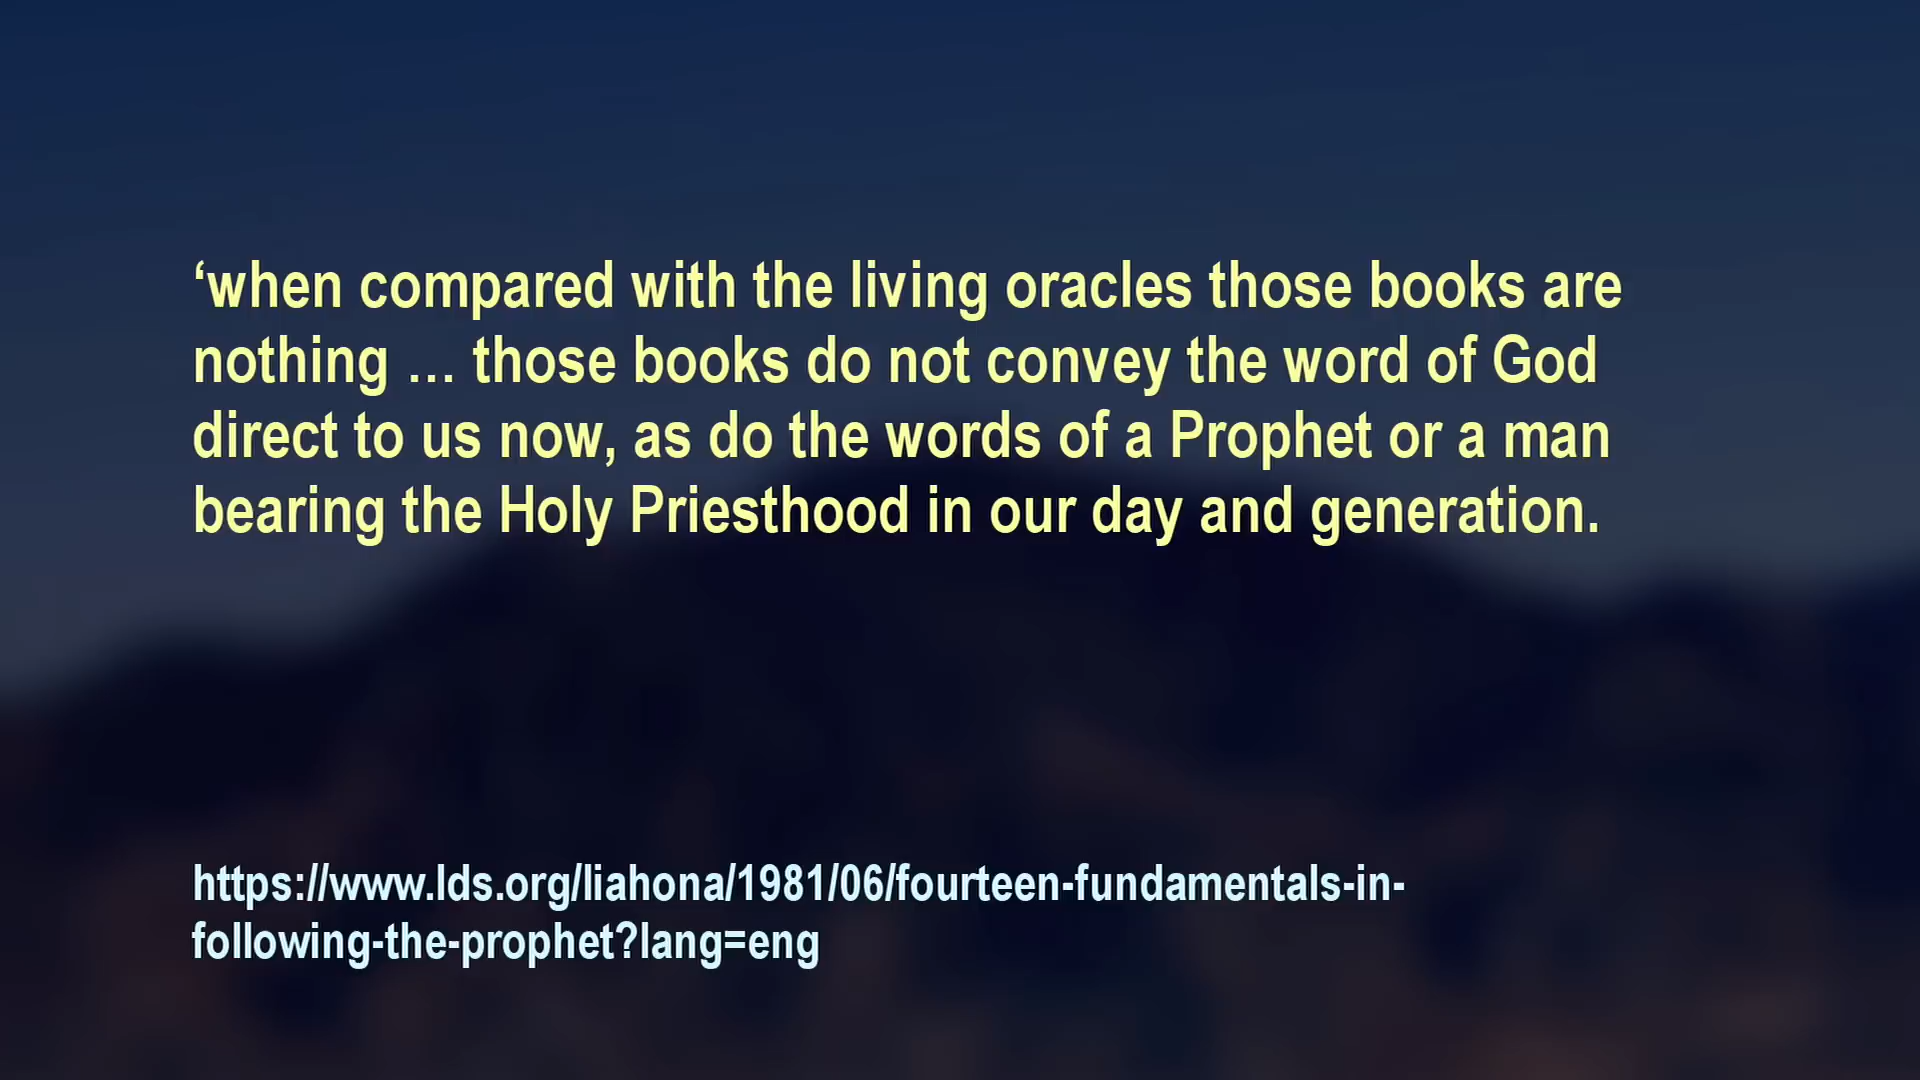 ‘when compared with the living oracles those books are
nothing … those books do not convey the word of God
direct to us now, as do the words of a Prophet or a man
bearing the Holy Priesthood in our day and generation.
https://www.lds.org/liahona/1981/06/fourteen-fundamentals-in-
following-the-prophet?lang=eng